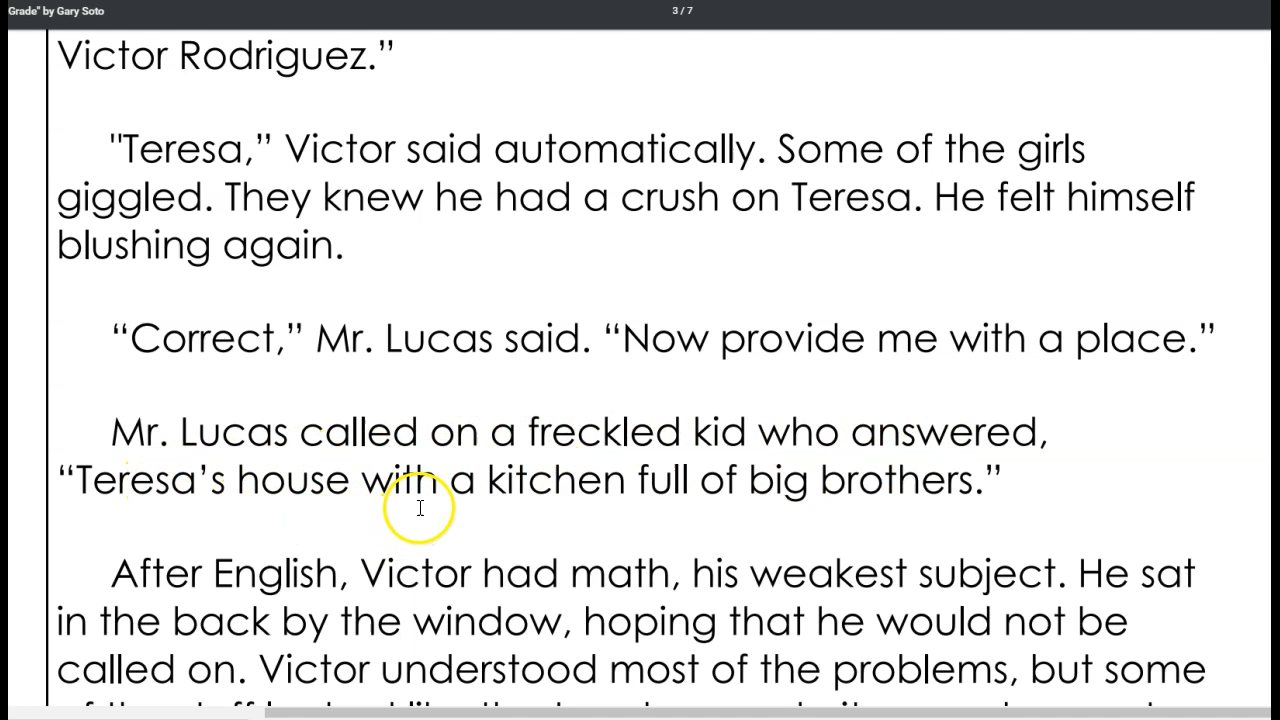 Grade" by Gary Soto
3 / 7
Victor Rodriguez.”
"Teresa,” Victor said automatically. Some of the girls
giggled. They knew he had a crush on Teresa. He felt himself
blushing again.
“Correct,” Mr. Lucas said. “Now provide me with a place.”
Mr. Lucas called on a freckled kid who answered,
“Teresa’s house with a kitchen full of big brothers.”
After English, Victor had math, his weakest subject. He sat
in the back by the window, hoping that he would not be
called on. Victor understood most of the problems, but some